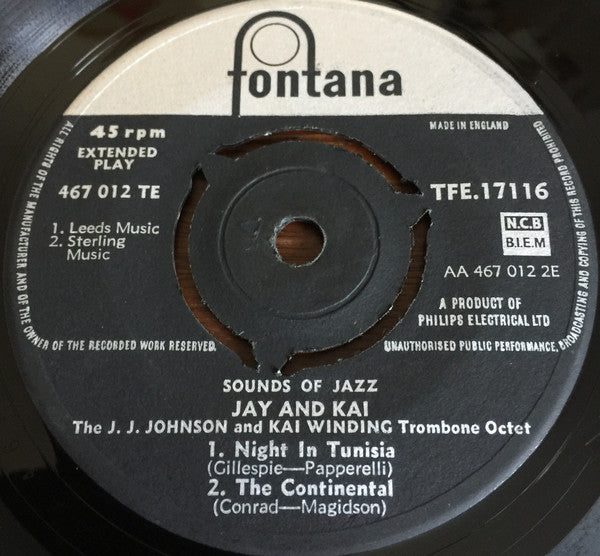 fontana
45 rpm
EXTENDED
PLAY
467 012 TE
1. Leeds Music
2. Sterling
Music
MADE IN ENGLAND
TFE.17116
N.C.B
B.I.E.M
AA 467 012 2E
A PRODUCT OF
PHILIPS ELECTRICAL LTD
ALL RIGHTS OF THE MANUFACTURER AND OF THE OWNER OF THE RECORDED WORK RESERVED.
UNAUTHORISED PUBLIC PERFORMANCE, BROADCASTING AND COPYING OF THIS RECORD PROHIBITED
SOUNDS OF JAZZ
JAY AND KAI
The J. J. JOHNSON and KAI WINDING Trombone Octet
1. Night In Tunisia
(Gillespie—Papperelli)
2. The Continental
(Conrad—Magidson)